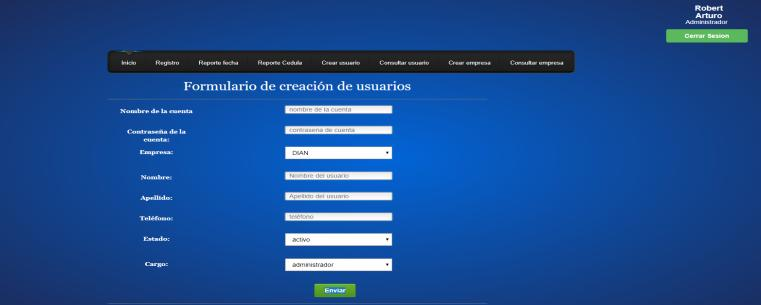 Robert
Arturo
Administrador
Cerrar Sesion
Inicio Registro Reporte fecha Reporte Cedula Crear usuario Consultar usuario Crear empresa Consultar empresa
Formulario de creación de usuarios
Nombre de la cuenta nombre de la cuenta
Contraseña de la cuenta: contrasena de cuenta
Empresa: DIAN
Nombre: Nombre del usuario
Apellido: Apellido del usuario
Teléfono: teléfono
Estado: activo
Cargo: administrador
Enviar